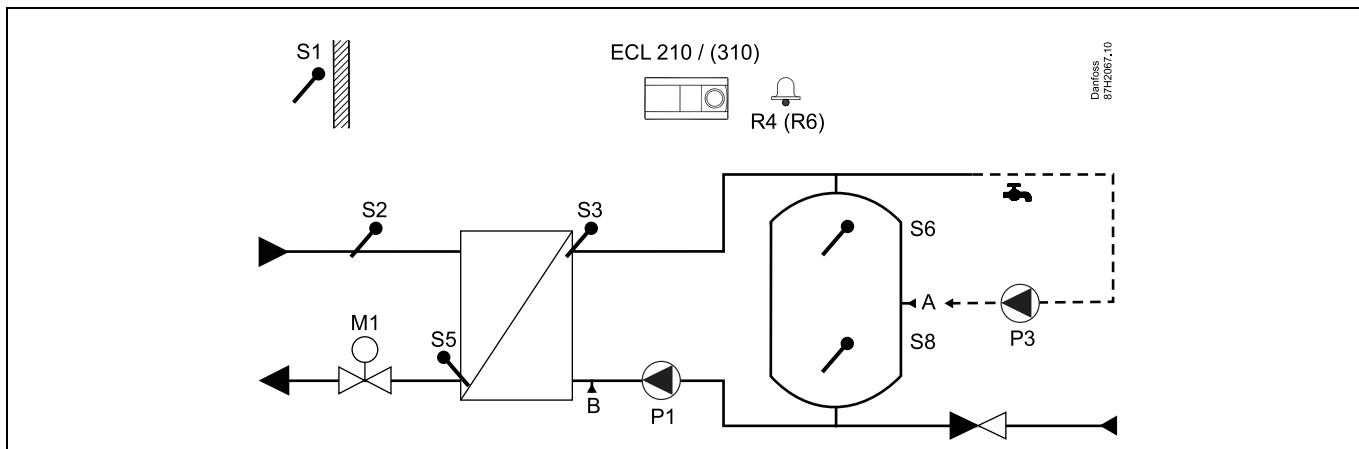 S1
ECL 210 / (310)
Danfoss
87H2067.10
R4 (R6)
S2
S3
S6
A
P3
M1
S5
S8
B
P1